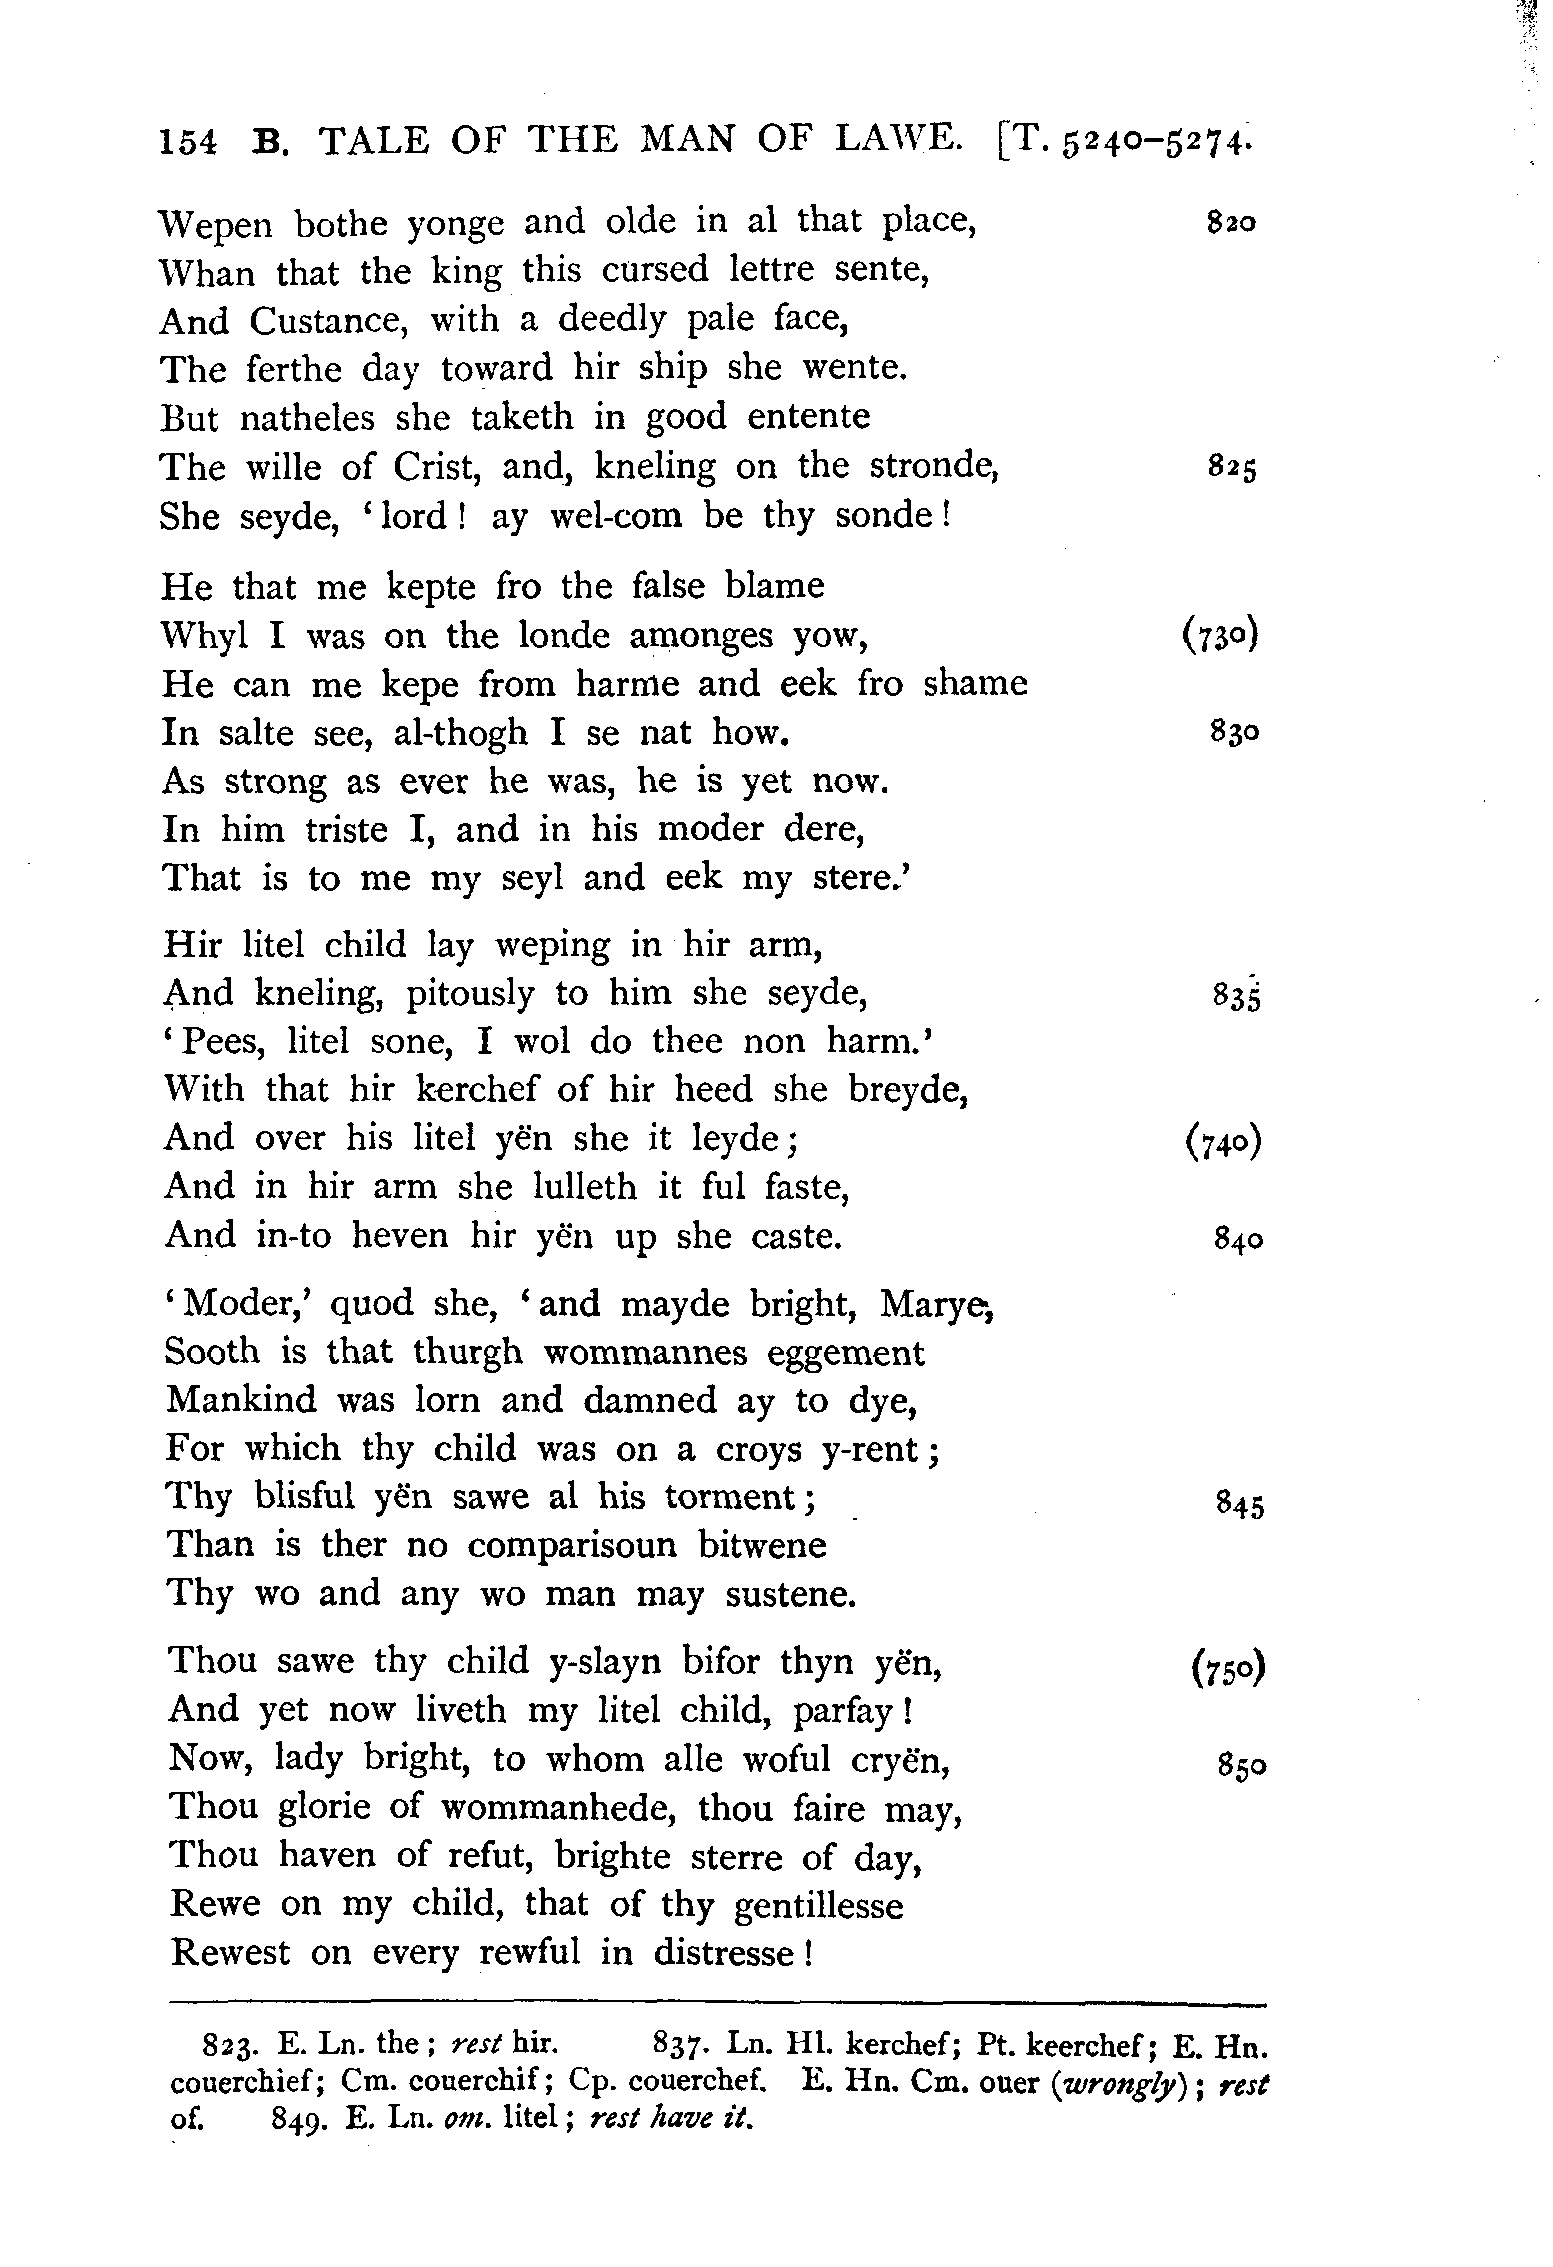 154 B. TALE OF THE MAN OF LAWE. [T. 5240–5274.
Wepen bothe yonge and olde in al that place, 820
Whan that the king this cursed lettre sente,
And Custance, with a deedly pale face,
The ferthe day toward hir ship she wente.
But natheles she taketh in good entente
The wille of Crist, and, kneling on the stronde, 825
She seyde, ‘lord! ay wel-com be thy sonde!
He that me kepte fro the false blame
Whyl I was on the londe amonges yow, (730)
He can me kepe from harme and eek fro shame
In salte see, al-thogh I se nat how. 830
As strong as ever he was, he is yet now.
In him triste I, and in his moder dere,
That is to me my seyl and eek my stere.’
Hir litel child lay weping in hir arm,
And kneling, pitously to him she seyde, 835
‘Pees, litel sone, I wol do thee non harm.’
With that hir kerchef of hir heed she breyde,
And over his litel yën she it leyde; (740)
And in hir arm she lulleth it ful faste,
And in-to heven hir yën up she caste. 840
‘Moder,’ quod she, ‘and mayde bright, Marye,
Sooth is that thurgh wommannes eggement
Mankind was lorn and damned ay to dye,
For which thy child was on a croys y-rent;
Thy blisful yën sawe al his torment; 845
Than is ther no comparisoun bitwene
Thy wo and any wo man may sustene.
Thou sawe thy child y-slayn bifor thyn yën, (750)
And yet now liveth my litel child, parfay!
Now, lady bright, to whom alle woful cryën, 850
Thou glorie of wommanhede, thou faire may,
Thou haven of refut, brighte sterre of day,
Rewe on my child, that of thy gentillesse
Rewest on every rewful in distresse!
823. E. Ln. the; rest hir. 837. Ln. Hl. kerchef; Pt. keerchef; E. Hn.
couerchief; Cm. couerchif; Cp. couerchef. E. Hn. Cm. ouer (wrongly); rest
of. 849. E. Ln. om. litel; rest have it.